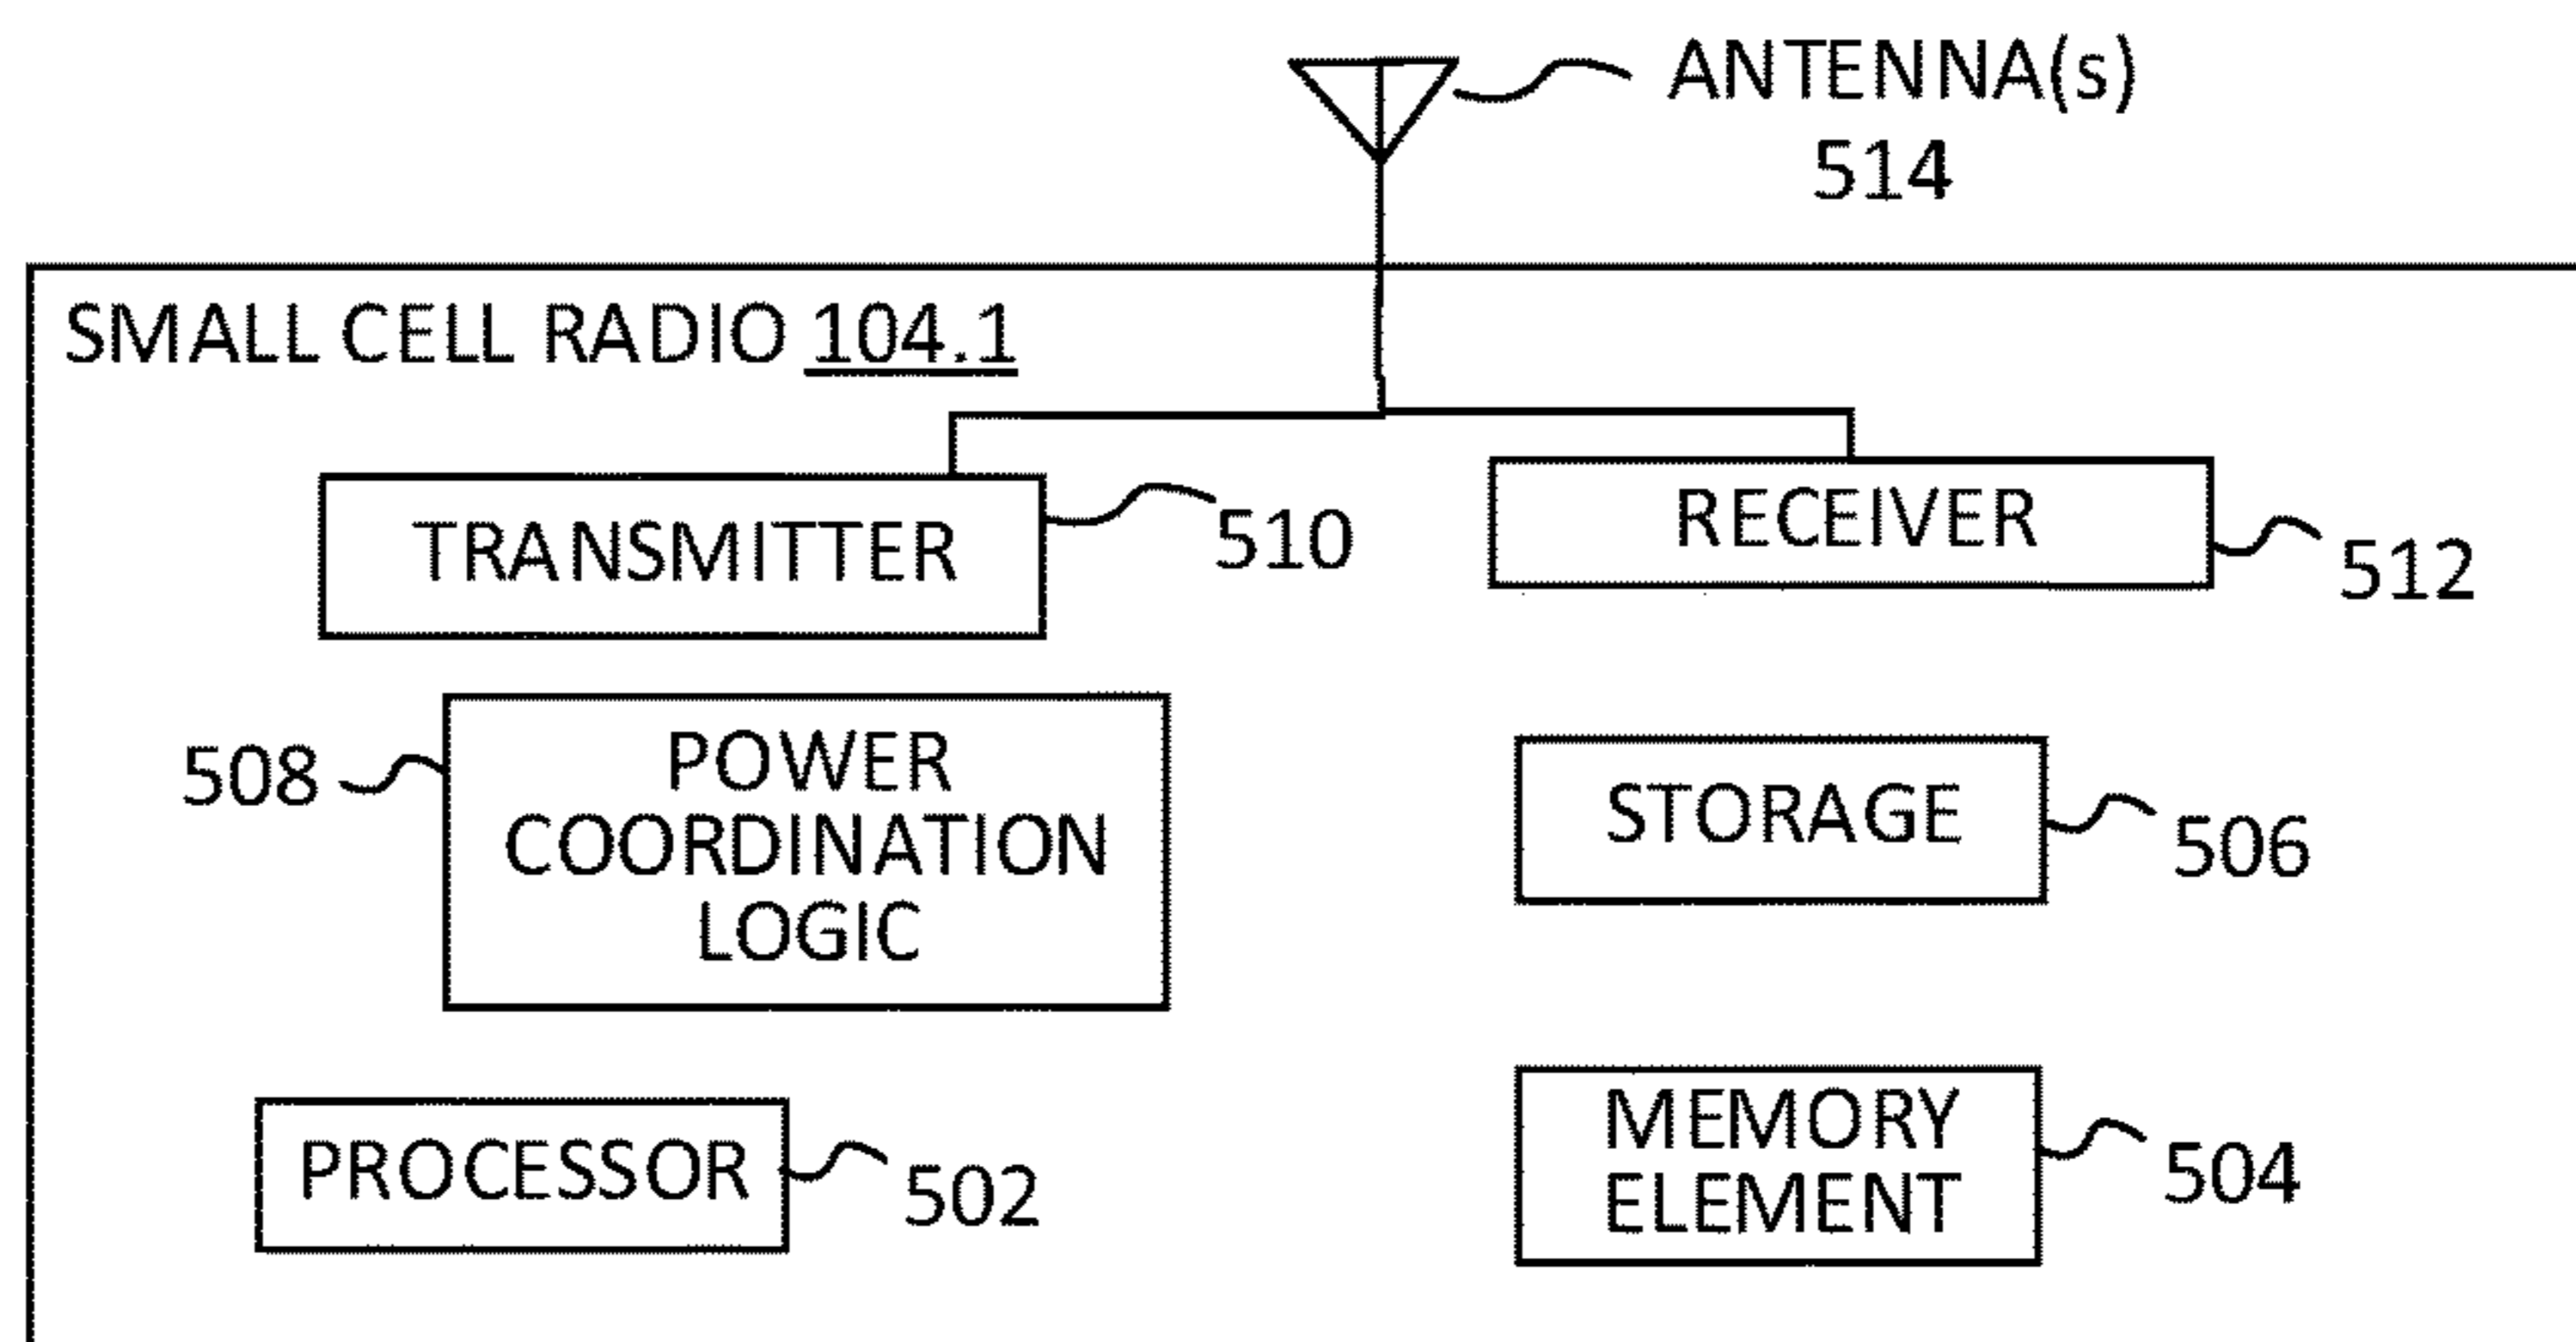 ANTENNA(s)
514
SMALL CELL RADIO 104.1
TRANSMITTER
510
RECEIVER
512
508
POWER
COORDINATION
LOGIC
STORAGE
506
PROCESSOR
502
MEMORY
ELEMENT
504